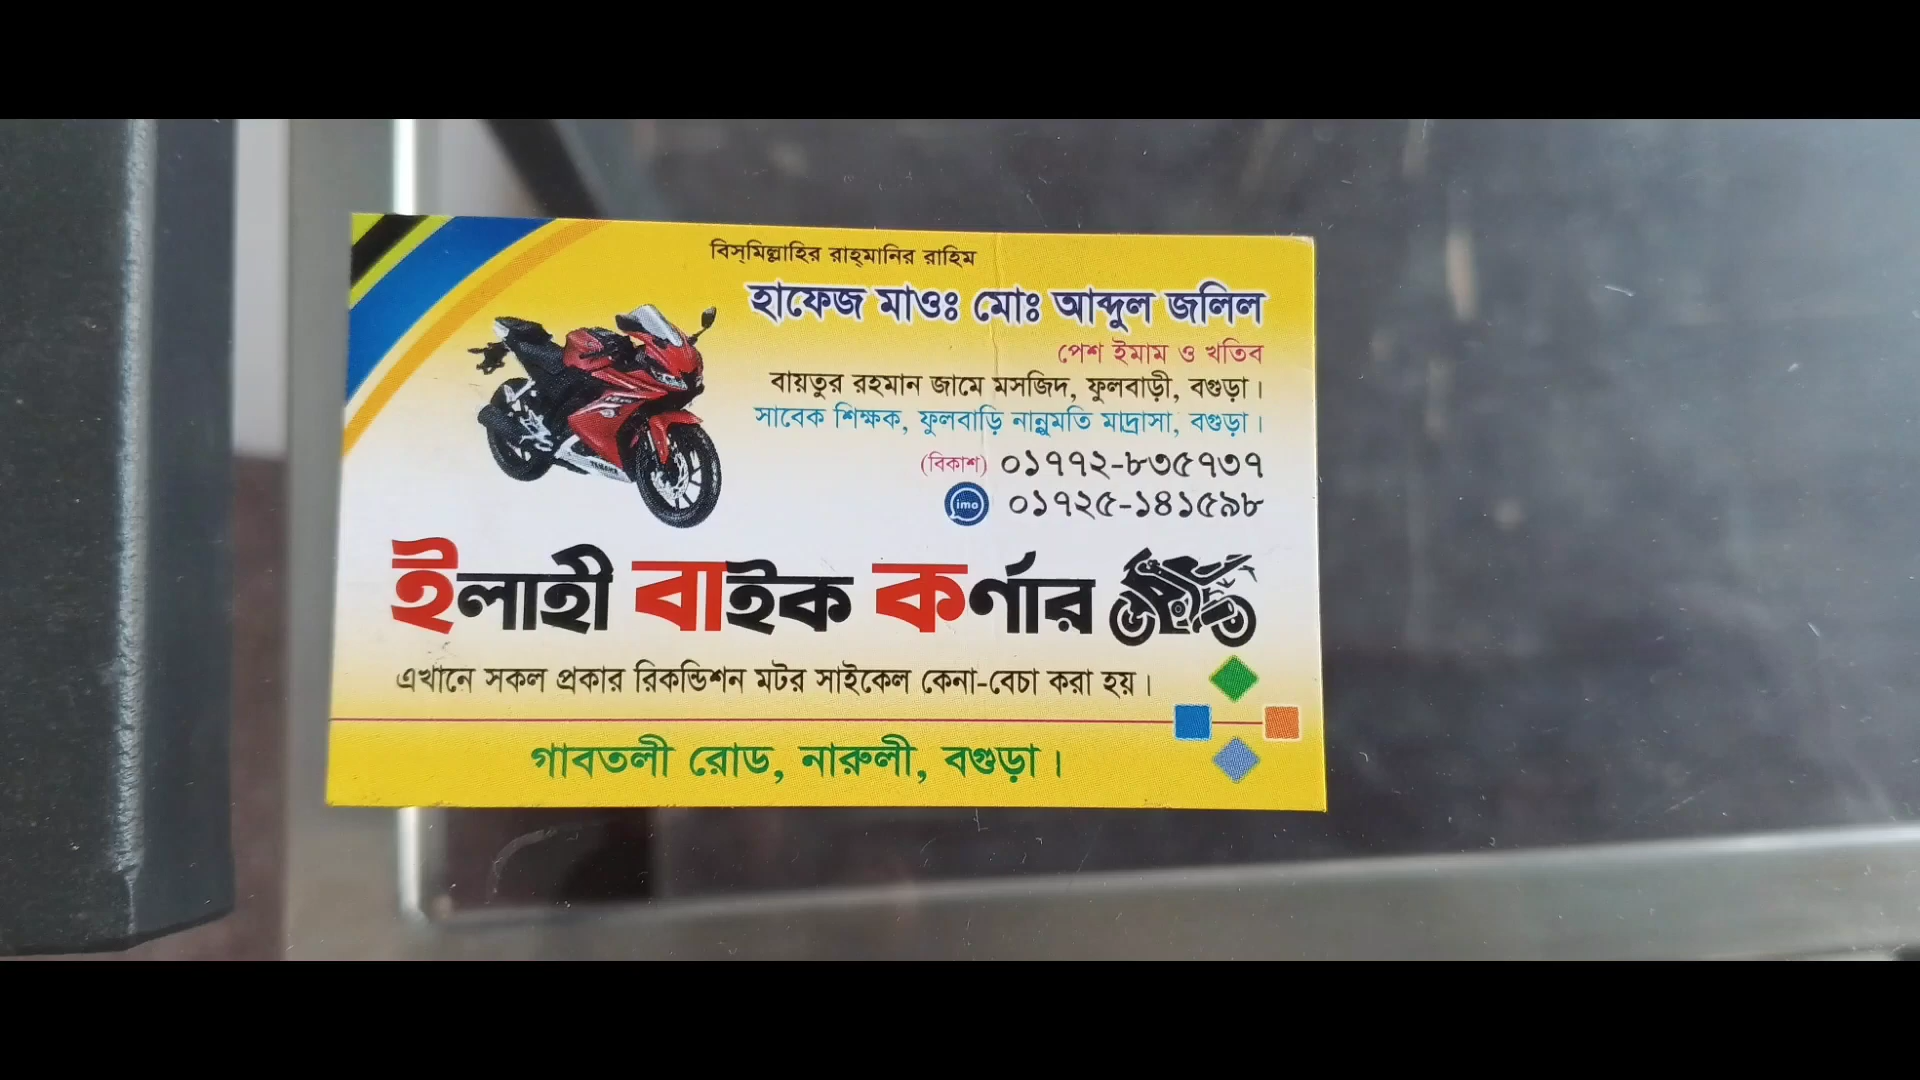 বিস্‌মিল্লাহির রাহ্‌মানির রাহিম
হাফেজ মাওঃ মোঃ আব্দুল জলিল
পেশ ইমাম ও খতিব
বায়তুর রহমান জামে মসজিদ, ফুলবাড়ী, বগুড়া।
সাবেক শিক্ষক, ফুলবাড়ি নান্নুমতি মাদ্রাসা, বগুড়া।
(বিকাশ) ০১৭৭২-৮৩৫৭৩৭
imo ০১৭২৫-১৪১৫৯৮
ইলাহী বাইক কর্ণার
এখানে সকল প্রকার রিকন্ডিশন মটর সাইকেল কেনা-বেচা করা হয়।
গাবতলী রোড, নারুলী, বগুড়া।